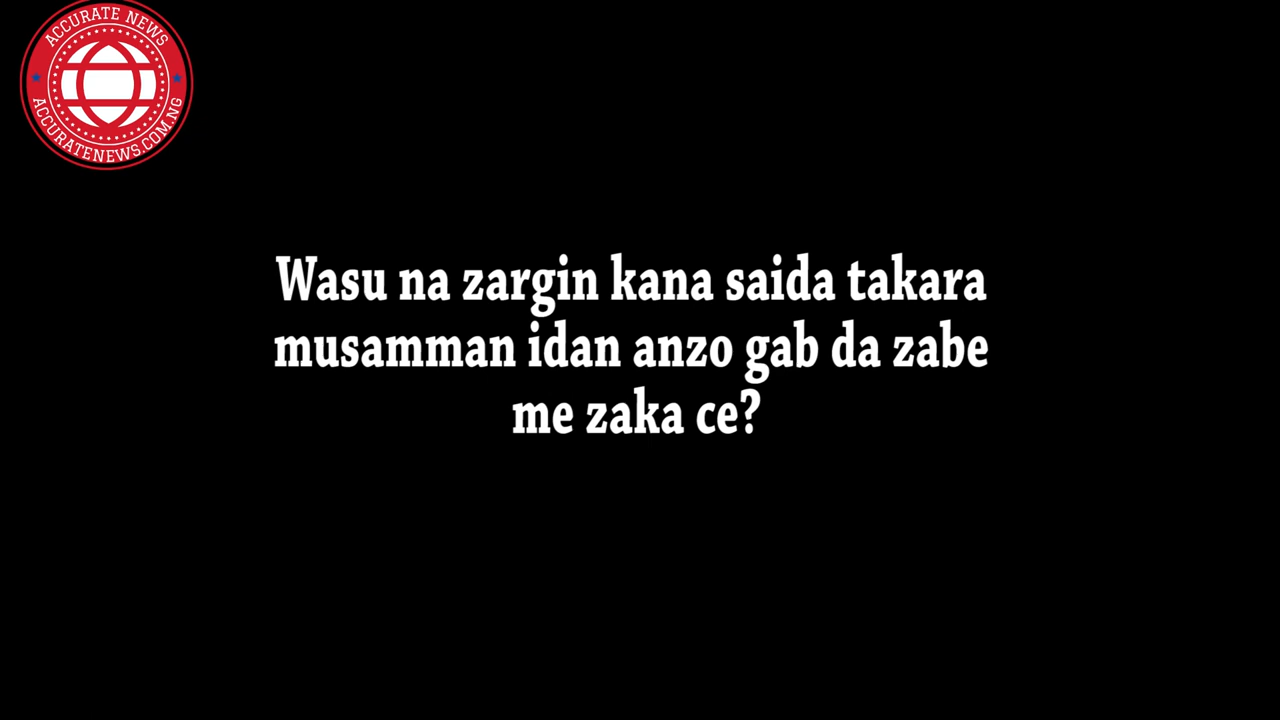 ACCURATE NEWS
ACCURATENEWS.COM.NG
Wasu na zargin kana saida takara
musamman idan anzo gab da zabe
me zaka ce?